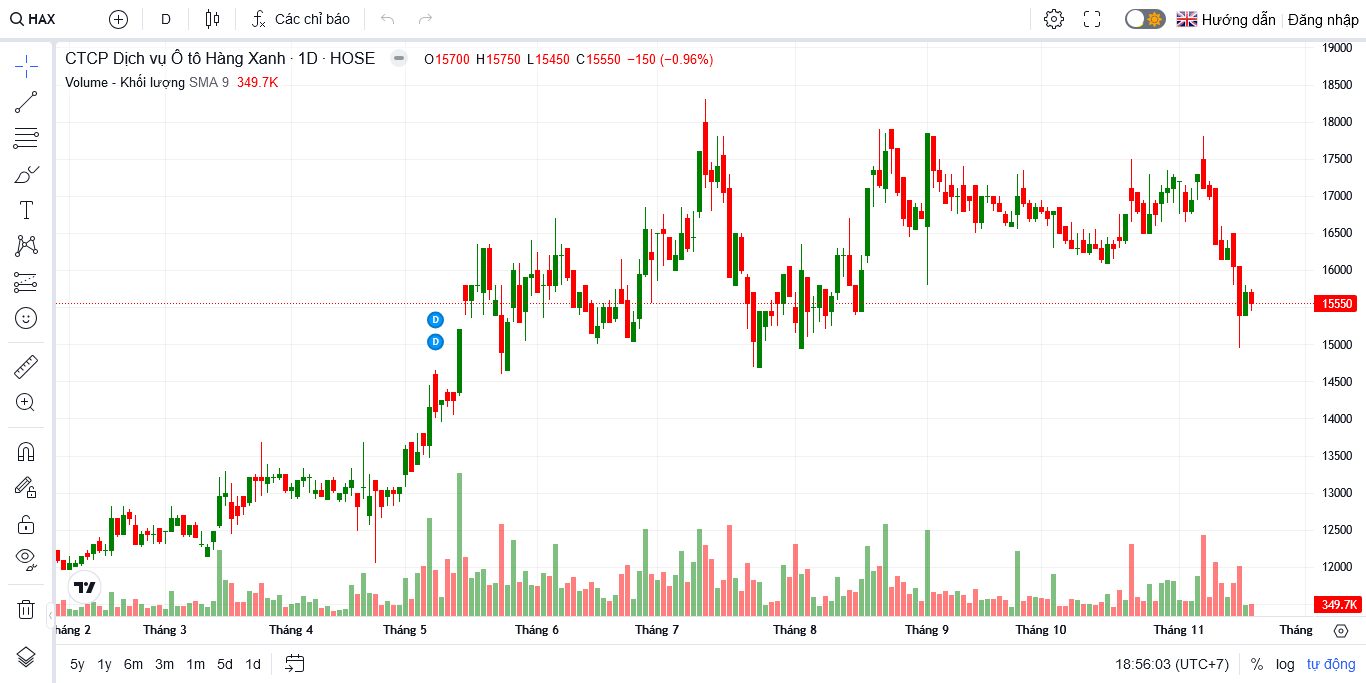 HAX D Các chỉ báo Hướng dẫn Đăng nhập
CTCP Dịch vụ Ô tô Hàng Xanh · 1D · HOSE O15700 H15750 L15450 C15550 −150 (−0.96%)
Volume - Khối lượng SMA 9 349.7K
19000
18500
18000
17500
17000
16500
16000
15550
15000
14500
14000
13500
13000
12500
12000
349.7K
D
D
háng 2 Tháng 3 Tháng 4 Tháng 5 Tháng 6 Tháng 7 Tháng 8 Tháng 9 Tháng 10 Tháng 11 Tháng
5y 1y 6m 3m 1m 5d 1d 18:56:03 (UTC+7) % log tự động